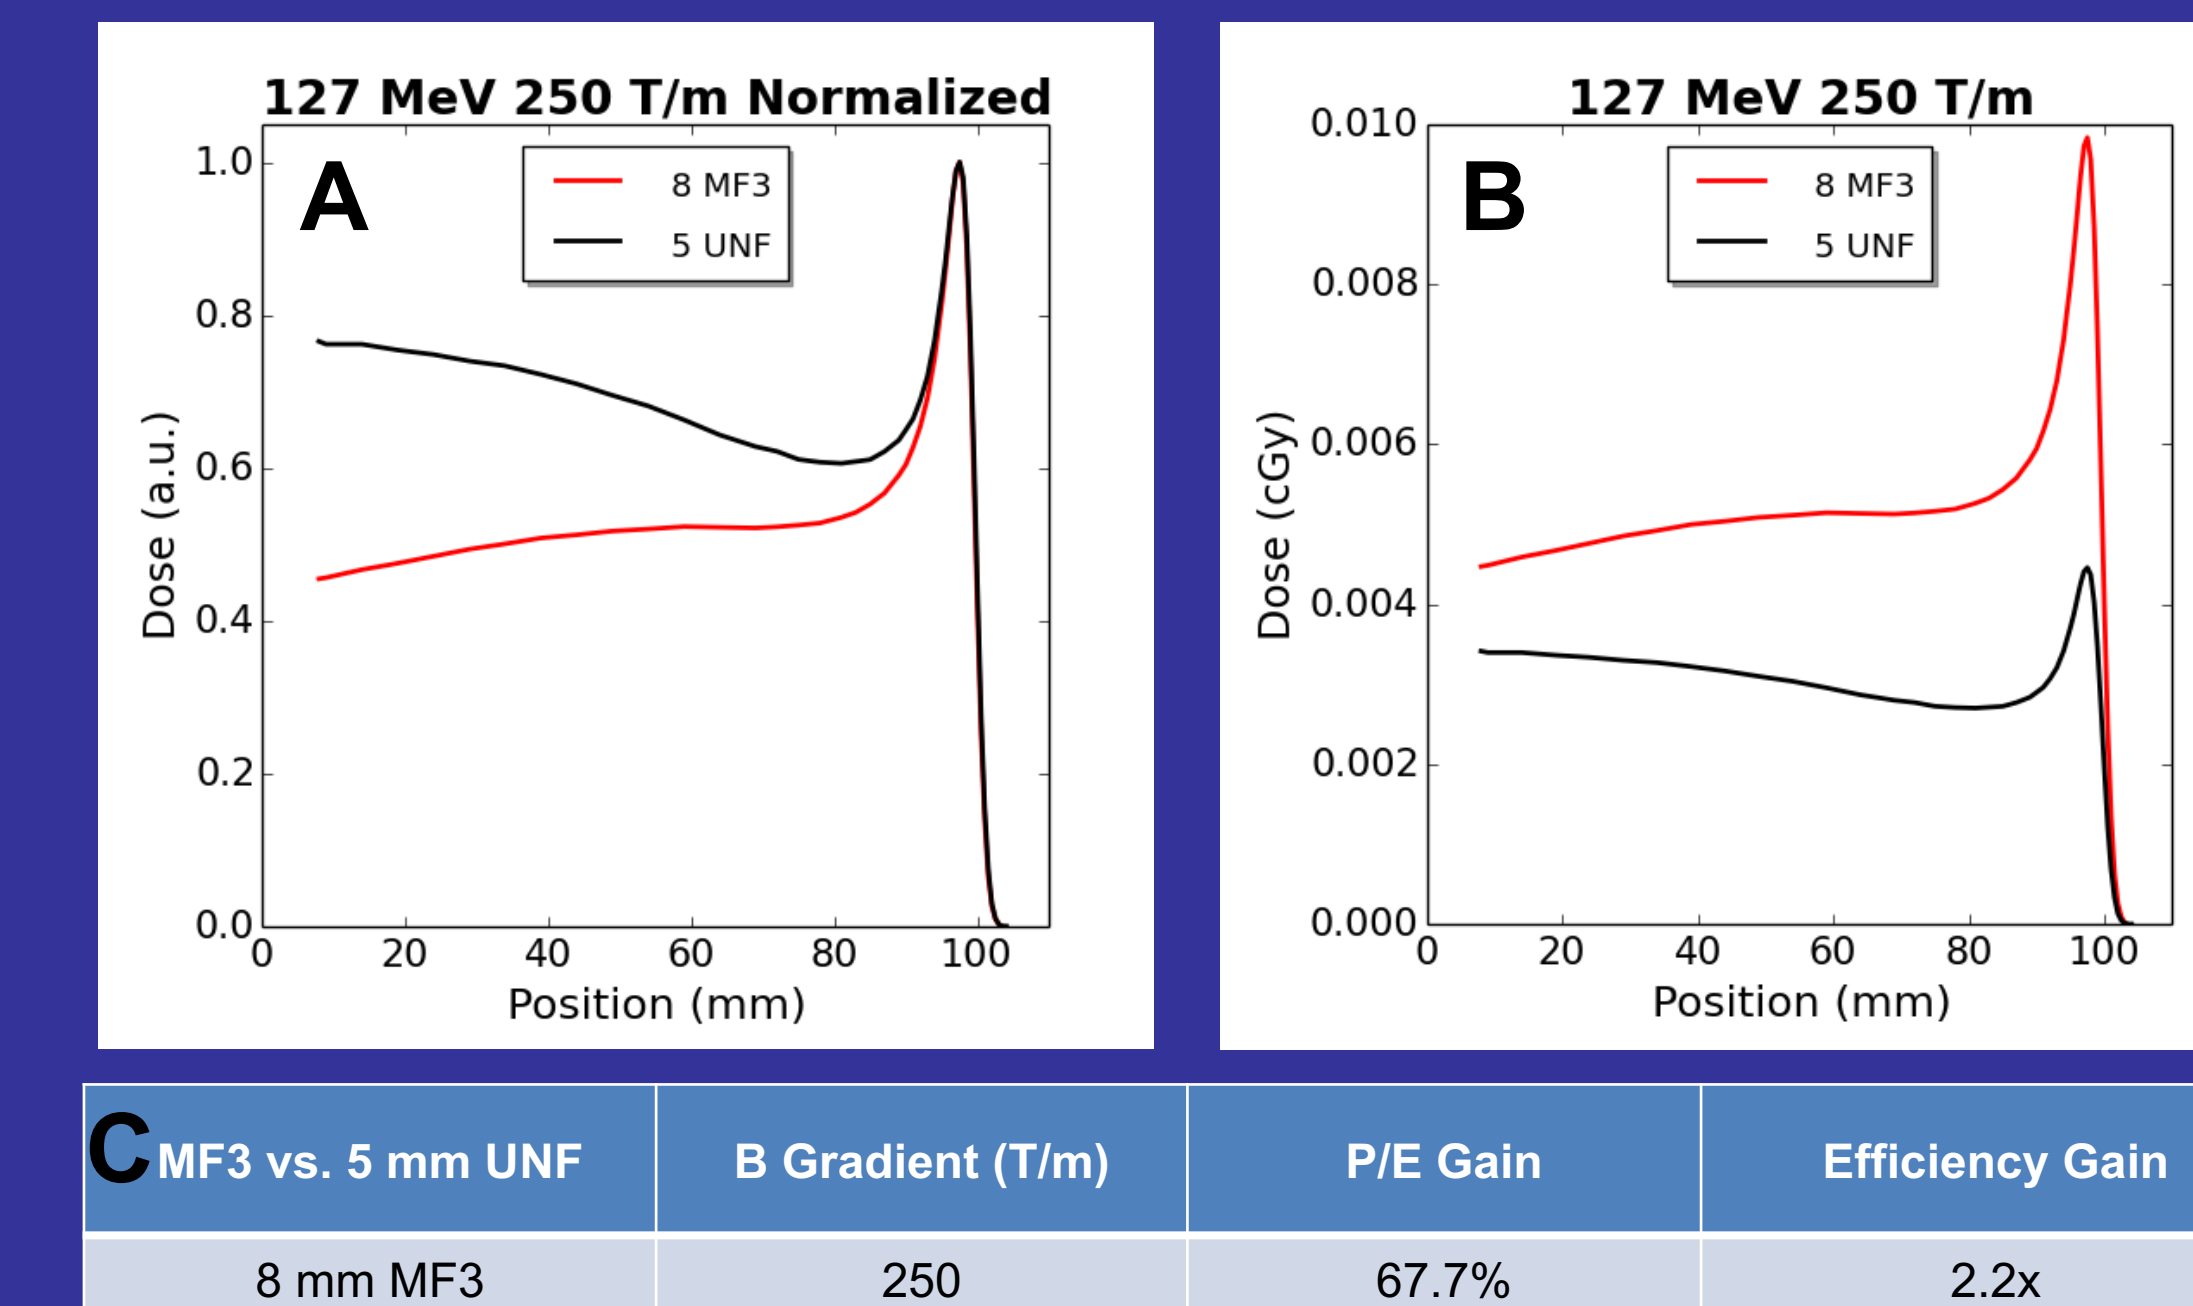 127 MeV 250 T/m Normalized
A
8 MF3
5 UNF
1.0
0.8
0.6
0.4
0.2
0.0
Dose (a.u.)
0 20 40 60 80 100
Position (mm)
127 MeV 250 T/m
B
8 MF3
5 UNF
0.010
0.008
0.006
0.004
0.002
0.000
Dose (cGy)
0 20 40 60 80 100
Position (mm)
C
MF3 vs. 5 mm UNF B Gradient (T/m) P/E Gain Efficiency Gain
8 mm MF3 250 67.7% 2.2x